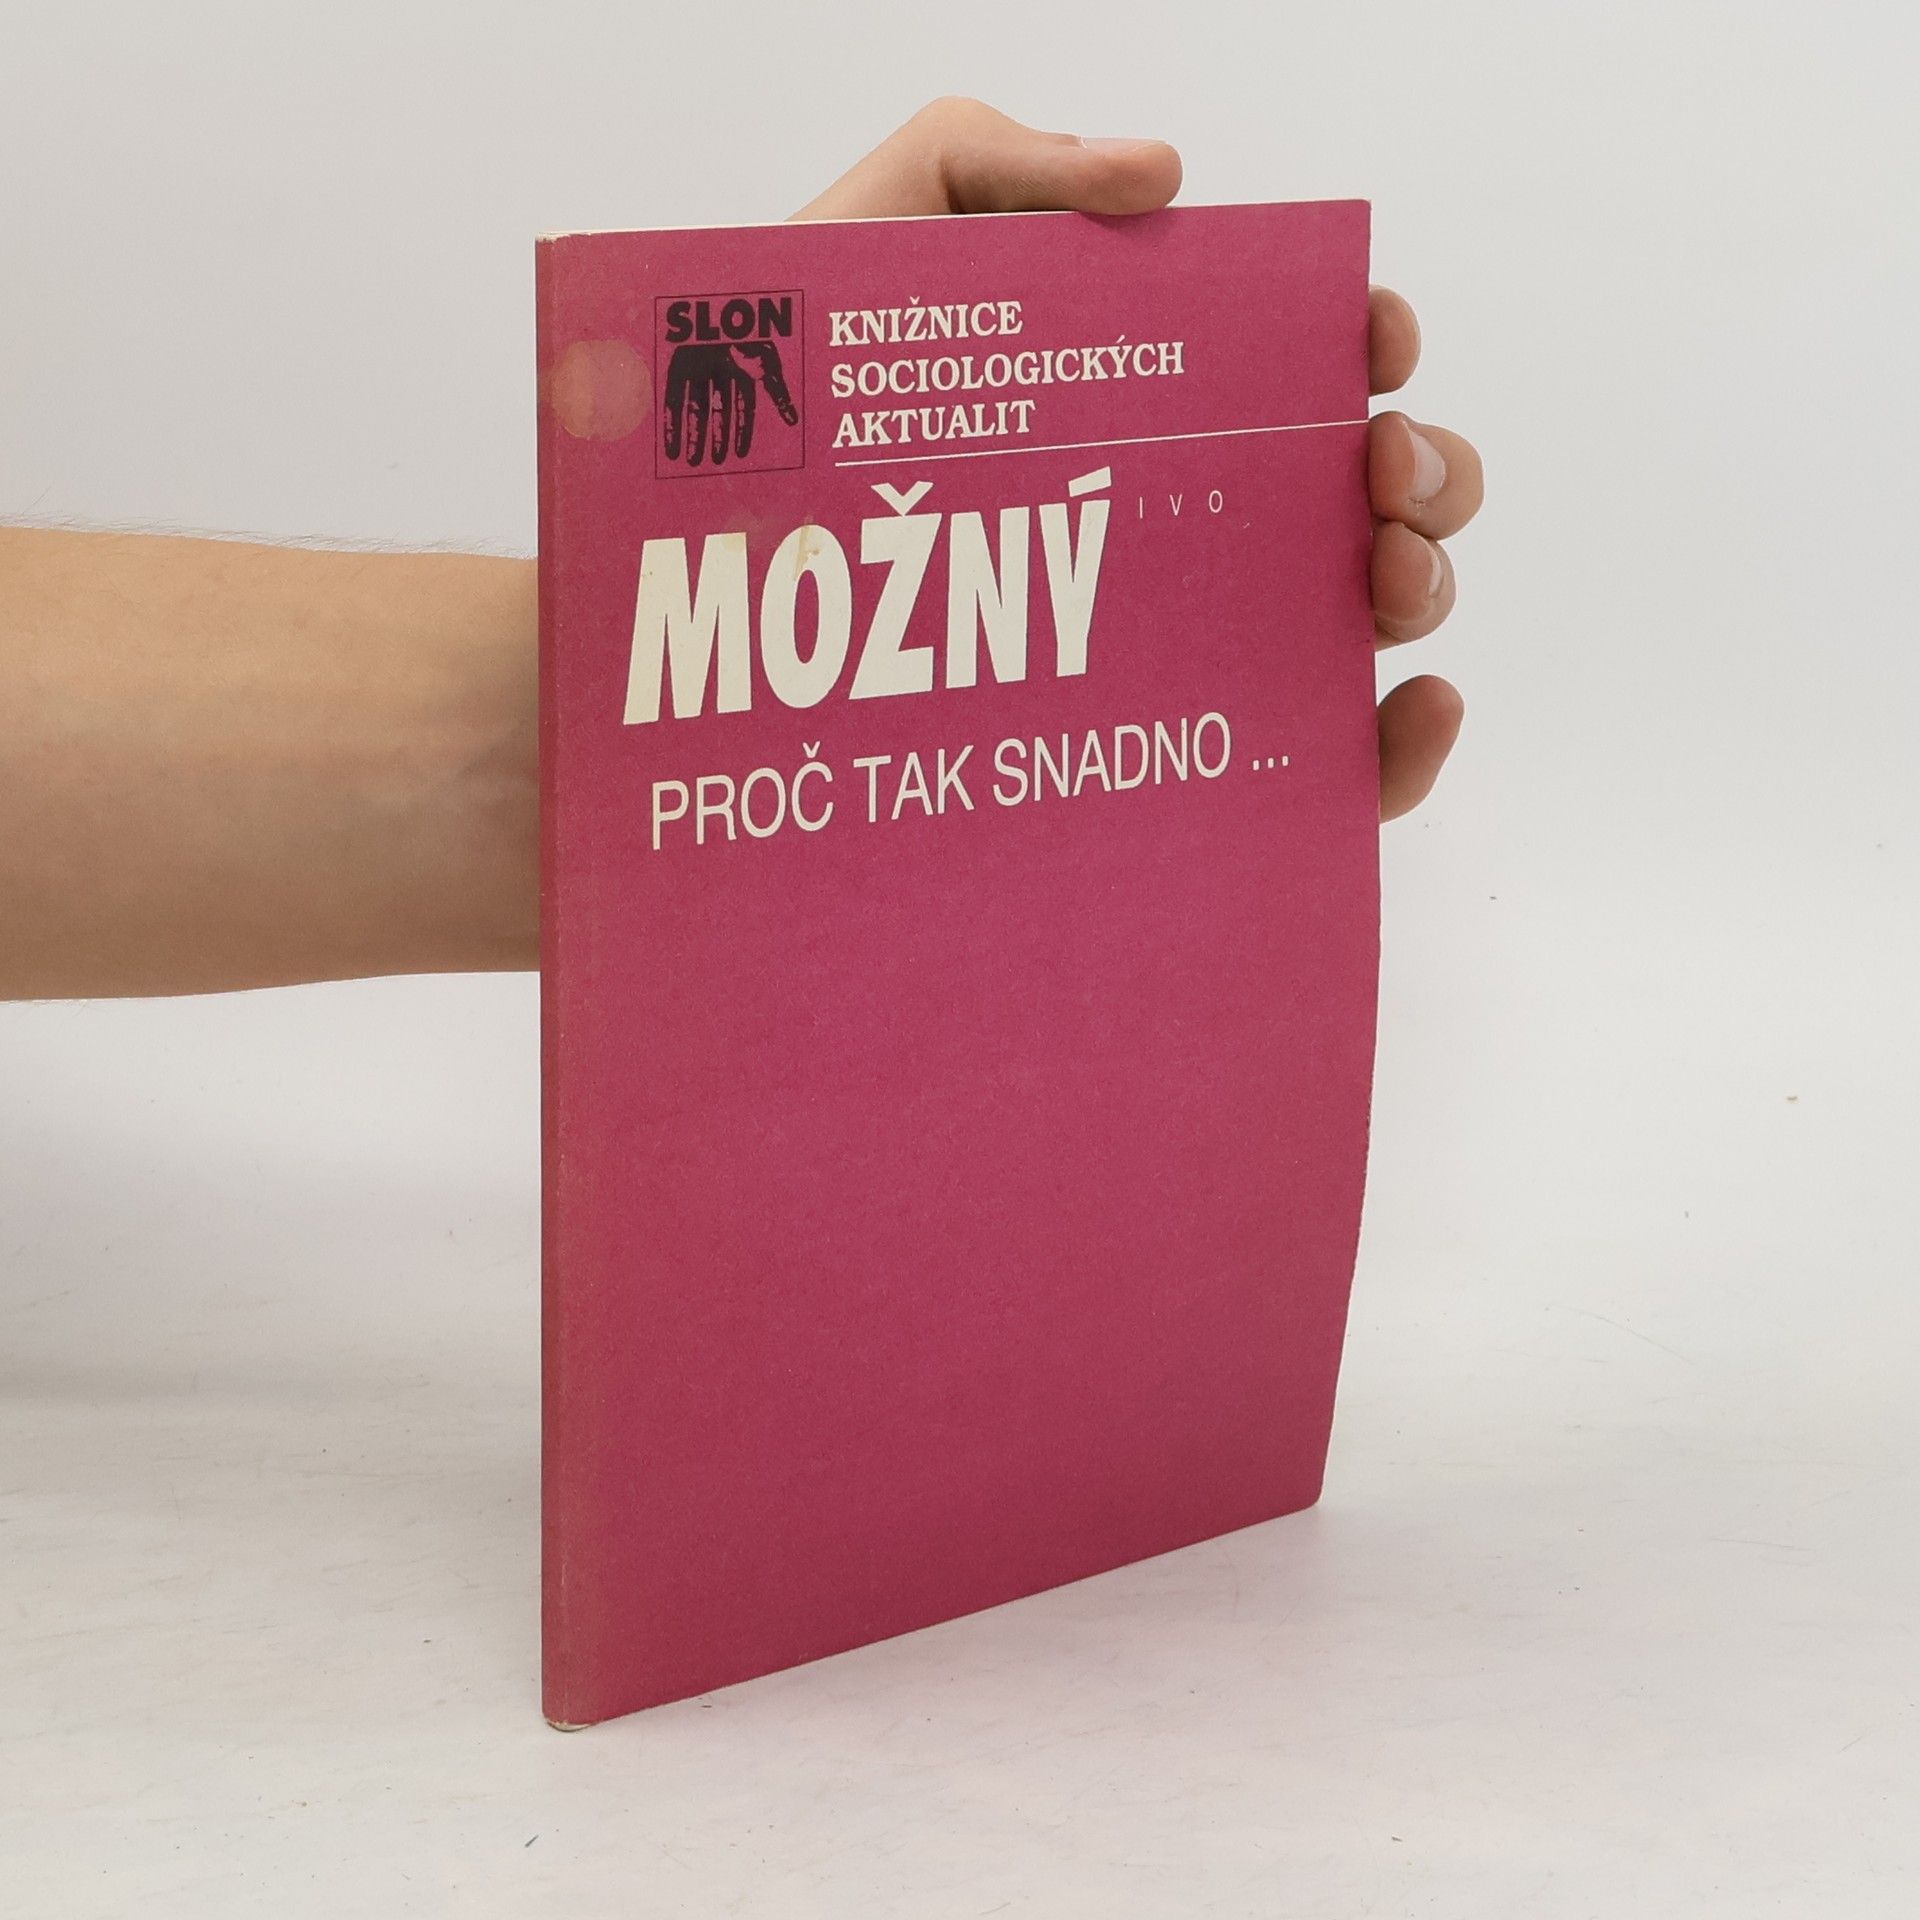 SLON
KNIŽNICE
SOCIOLOGICKÝCH
AKTUALIT
MOŽNÝ
IVO
PROČ TAK SNADNO ...